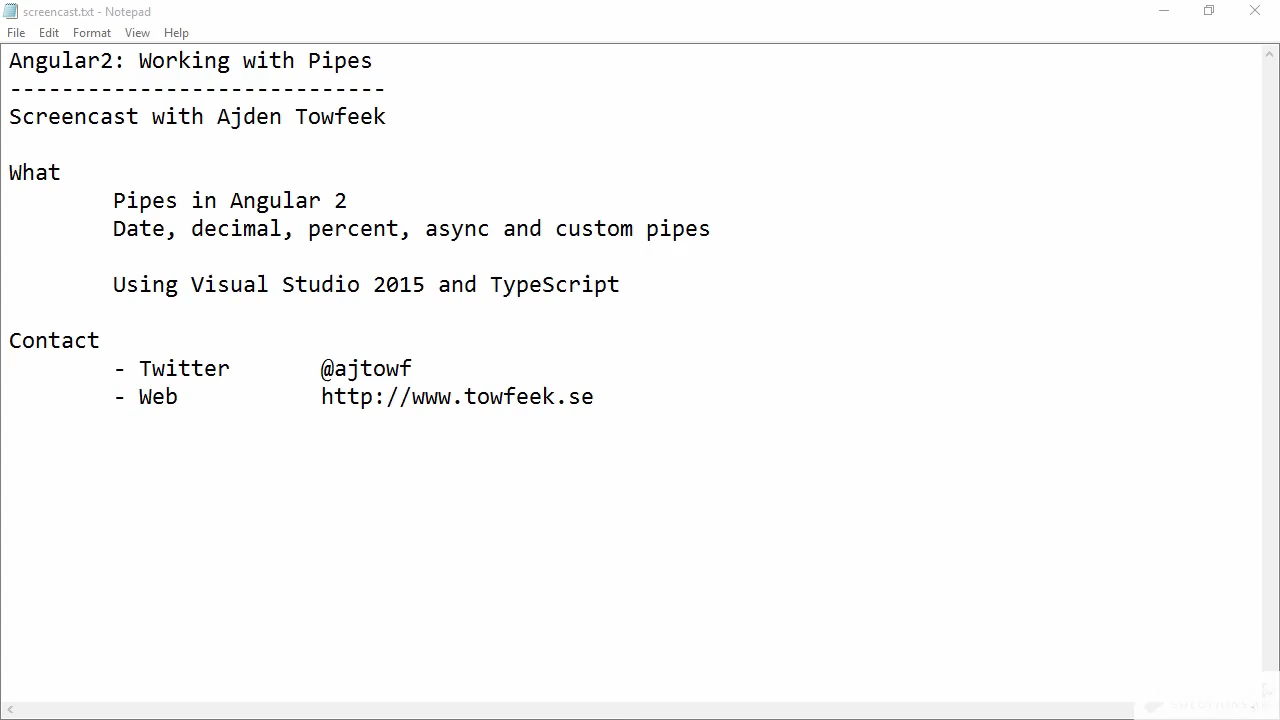 screencast.txt - Notepad
File Edit Format View Help
Angular2: Working with Pipes
-----------------------------
Screencast with Ajden Towfeek
What
Pipes in Angular 2
Date, decimal, percent, async and custom pipes
Using Visual Studio 2015 and TypeScript
Contact
- Twitter @ajtowf
- Web http://www.towfeek.se